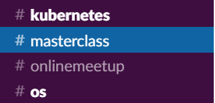 # kubernetes
# masterclass
# onlinemeetup
# os